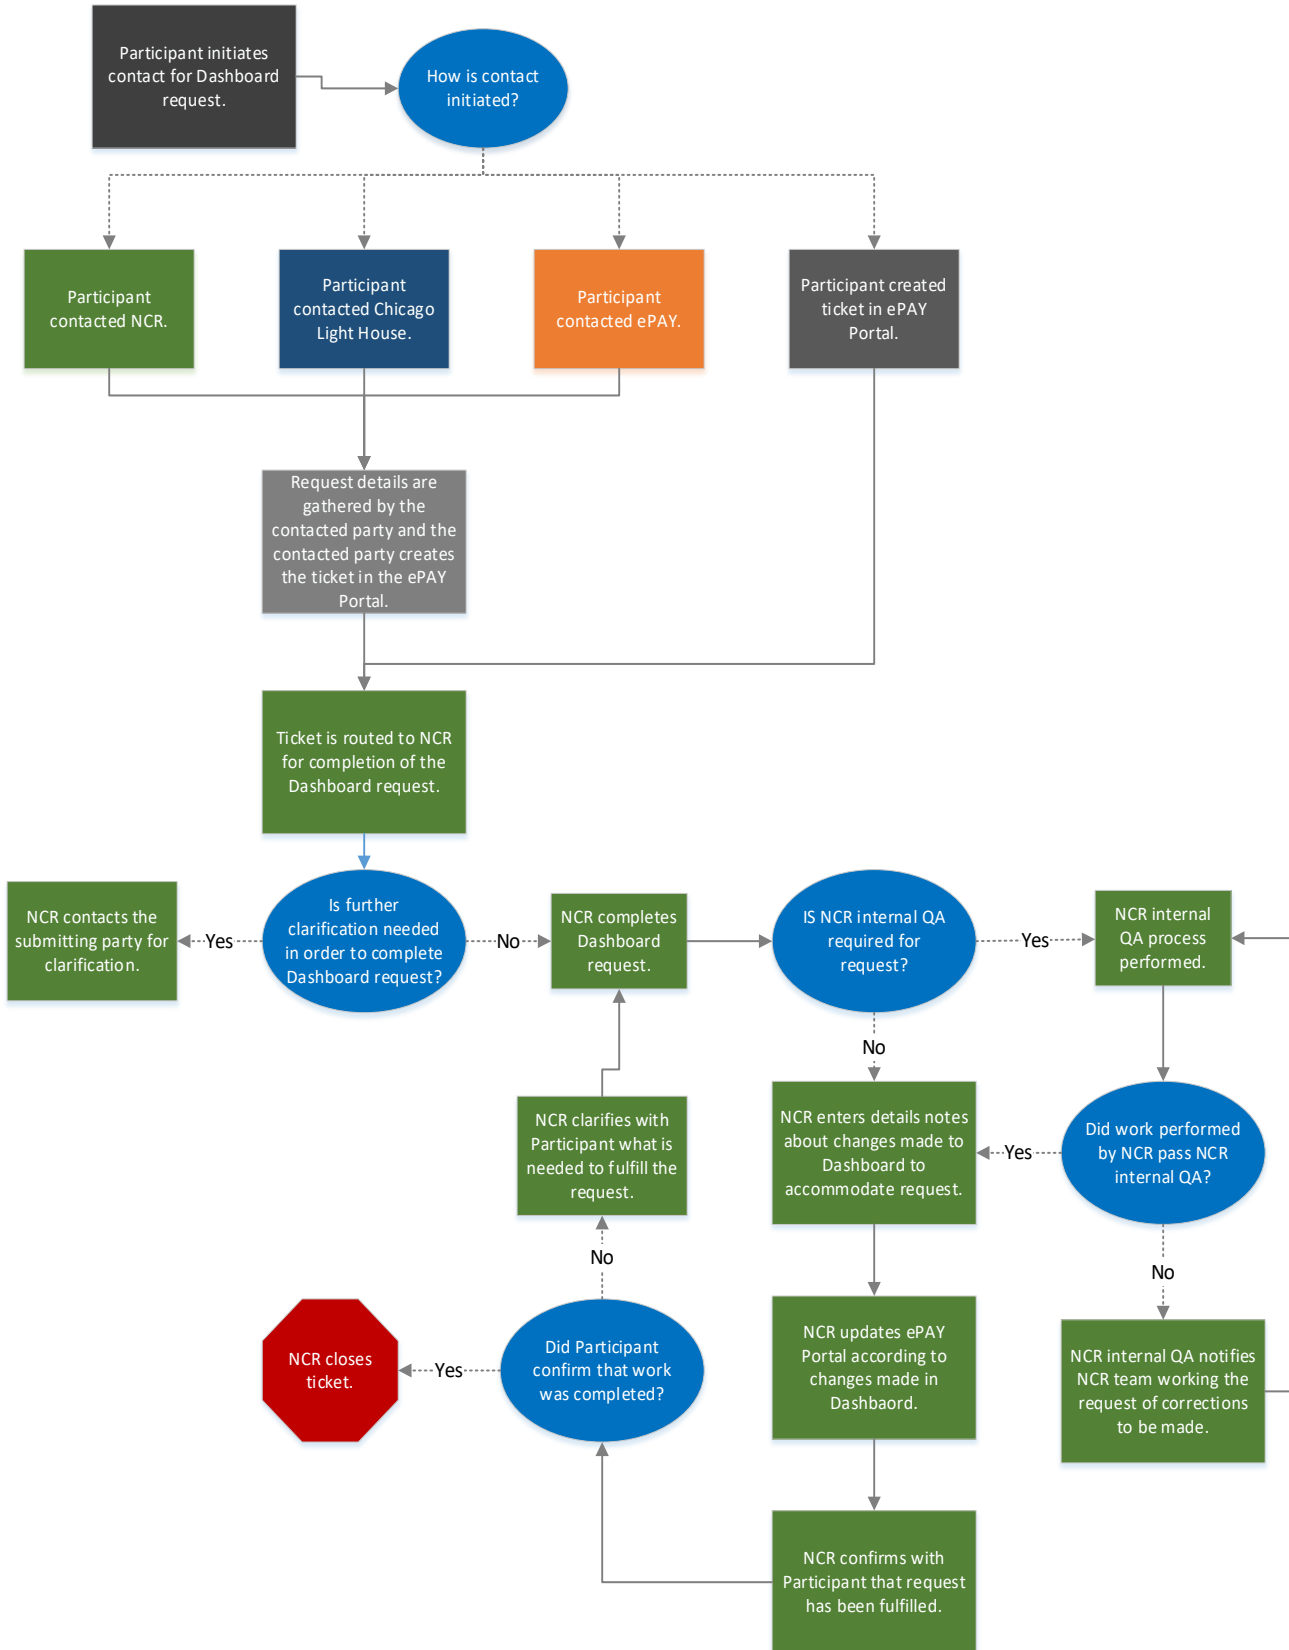 Participant initiates
contact for Dashboard
request.
How is contact
initiated?
Participant
contacted NCR.
Participant
contacted Chicago
Light House.
Participant
contacted ePAY.
Participant created
ticket in ePAY
Portal.
Request details are
gathered by the
contacted party and the
contacted party creates
the ticket in the ePAY
Portal.
Ticket is routed to NCR
for completion of the
Dashboard request.
NCR contacts the
submitting party for
clarification.
Yes
Is further
clarification needed
in order to complete
Dashboard request?
No
NCR completes
Dashboard
request.
IS NCR internal QA
required for
request?
Yes
NCR internal
QA process
performed.
No
NCR clarifies with
Participant what is
needed to fulfill the
request.
NCR enters details notes
about changes made to
Dashboard to
accommodate request.
Yes
Did work performed
by NCR pass NCR
internal QA?
No
No
NCR closes
ticket.
Yes
Did Participant
confirm that work
was completed?
NCR updates ePAY
Portal according to
changes made in
Dashbaord.
NCR internal QA notifies
NCR team working the
request of corrections
to be made.
NCR confirms with
Participant that request
has been fulfilled.